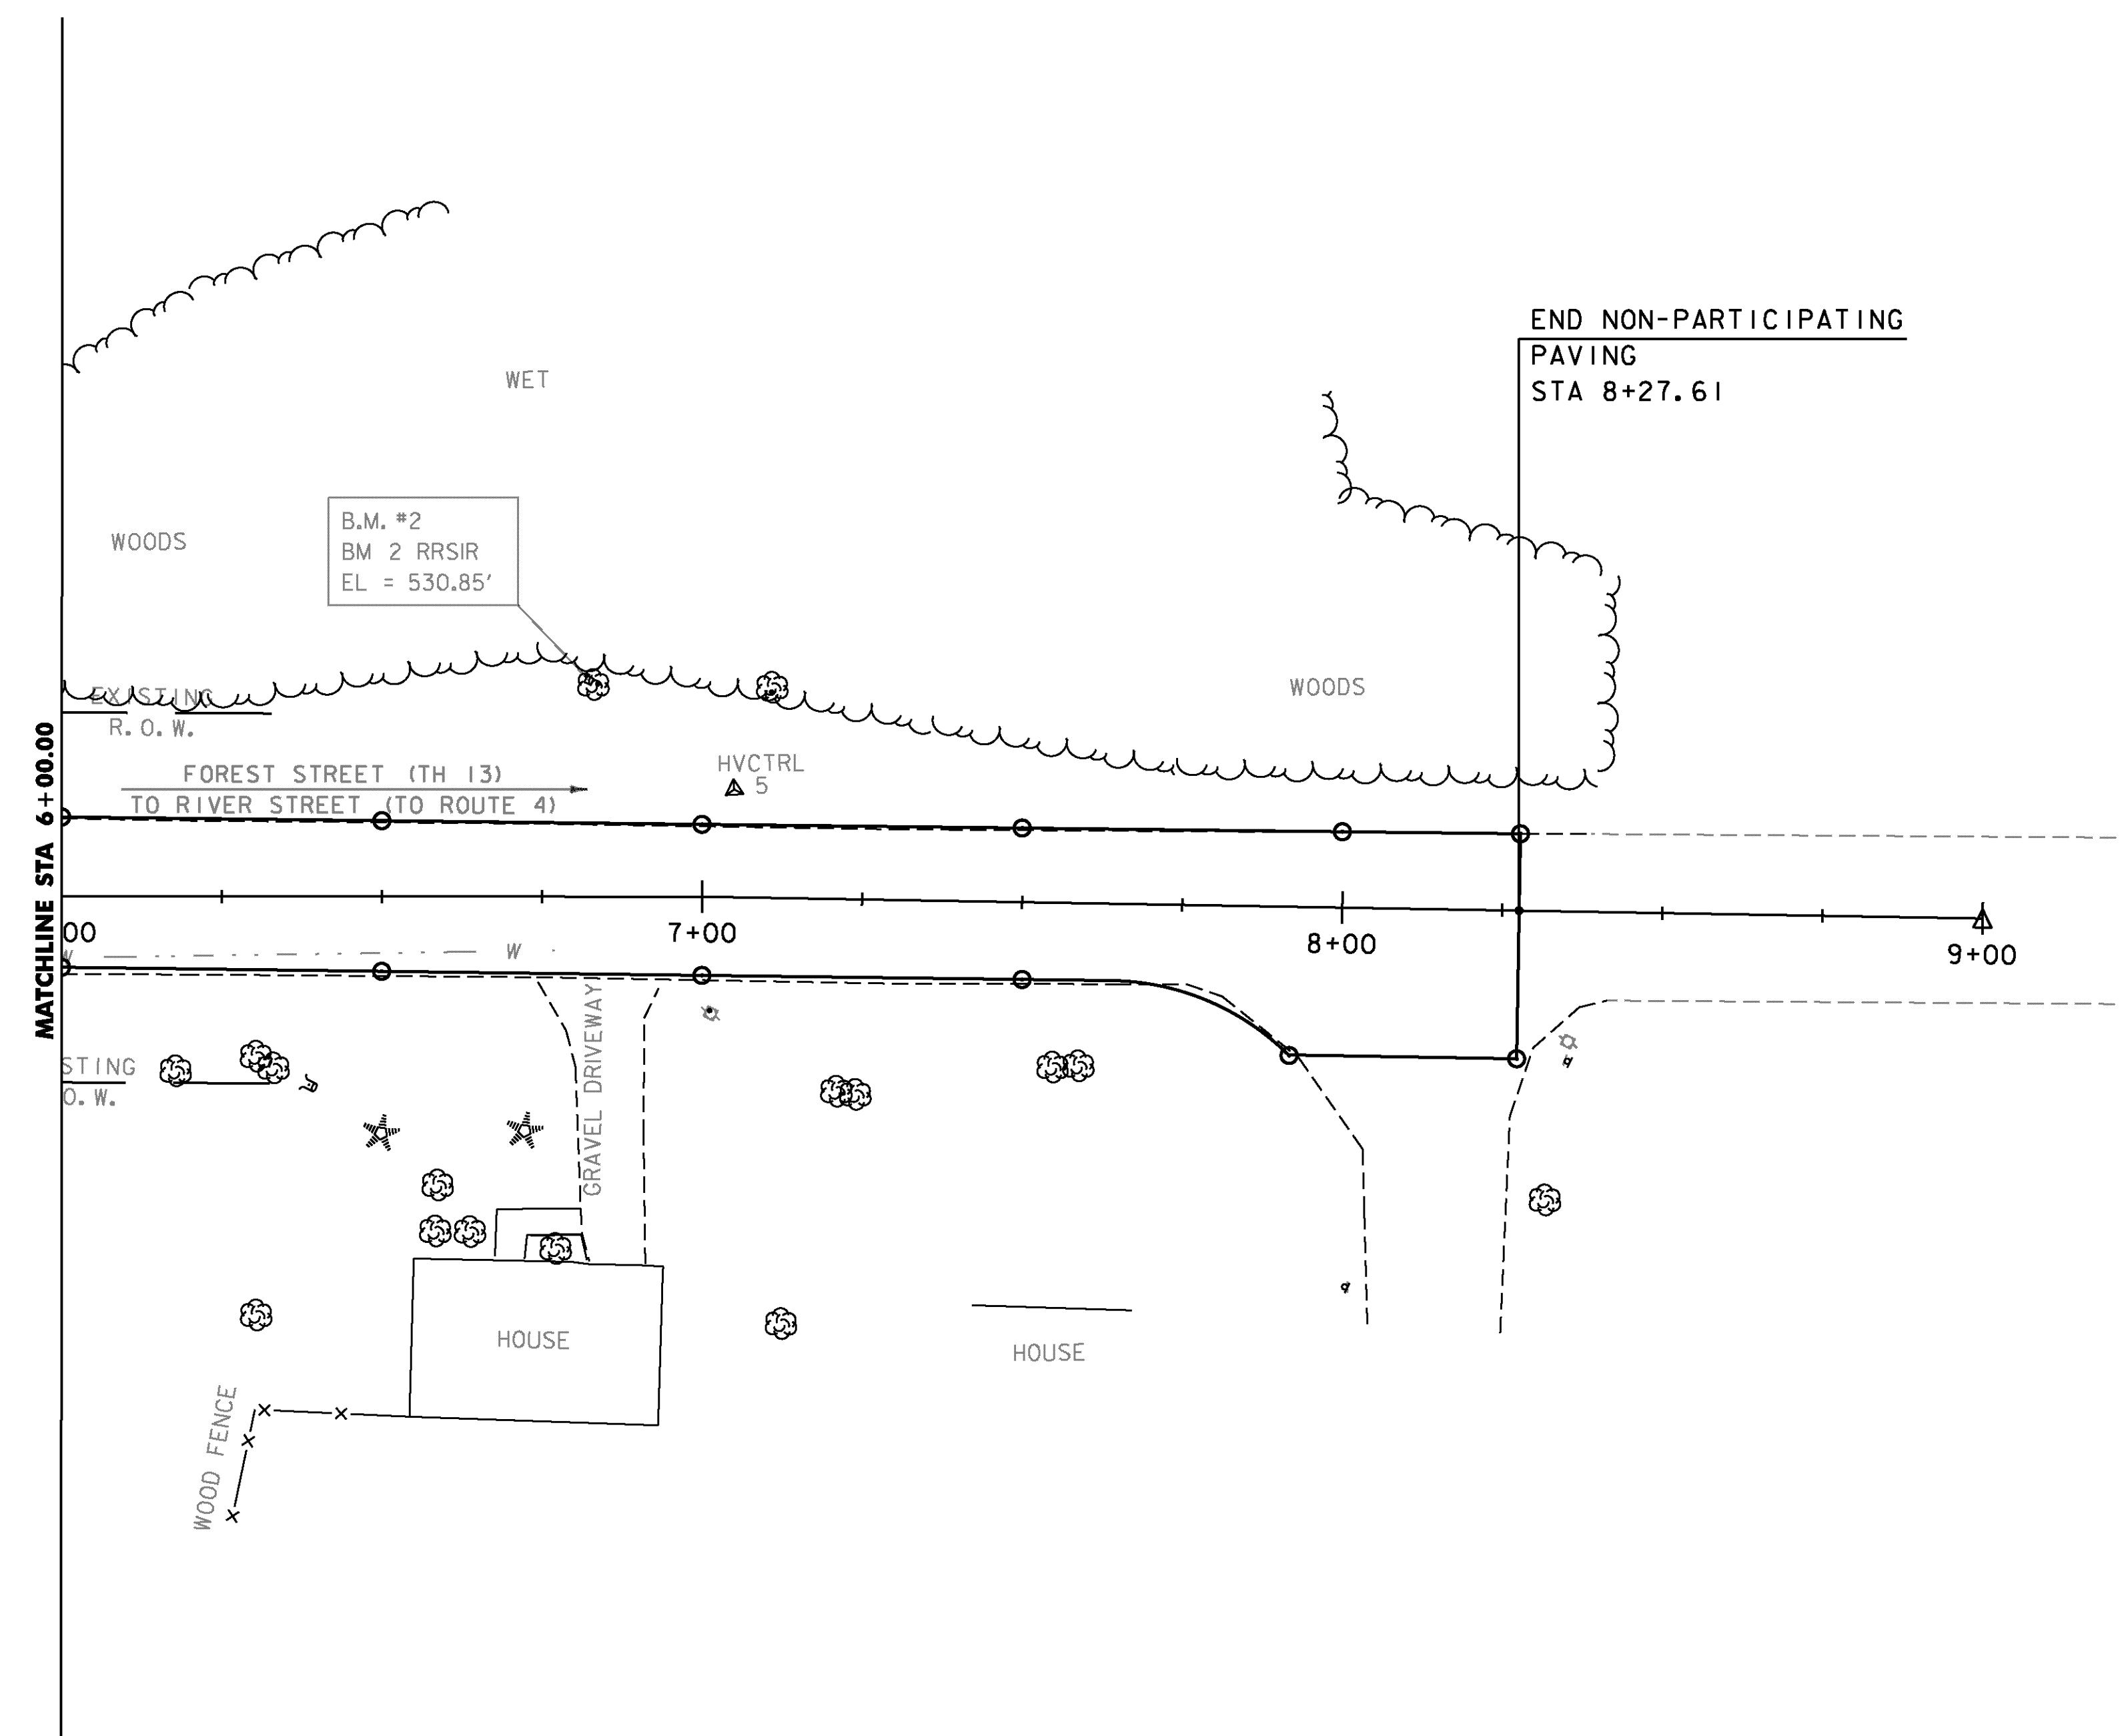 END NON-PARTICIPATING
PAVING
STA 8+27.61
WET
B.M. #2
BM 2 RRSIR
EL = 530.85'
WOODS
WOODS
EXISTING
R.O.W.
FOREST STREET (TH 13)
TO RIVER STREET (TO ROUTE 4)
HVCTRL
5
MATCHLINE STA 6+00.00
00
7+00
8+00
9+00
W
W
STING
O.W.
GRAVEL DRIVEWAY
HOUSE
HOUSE
WOOD FENCE